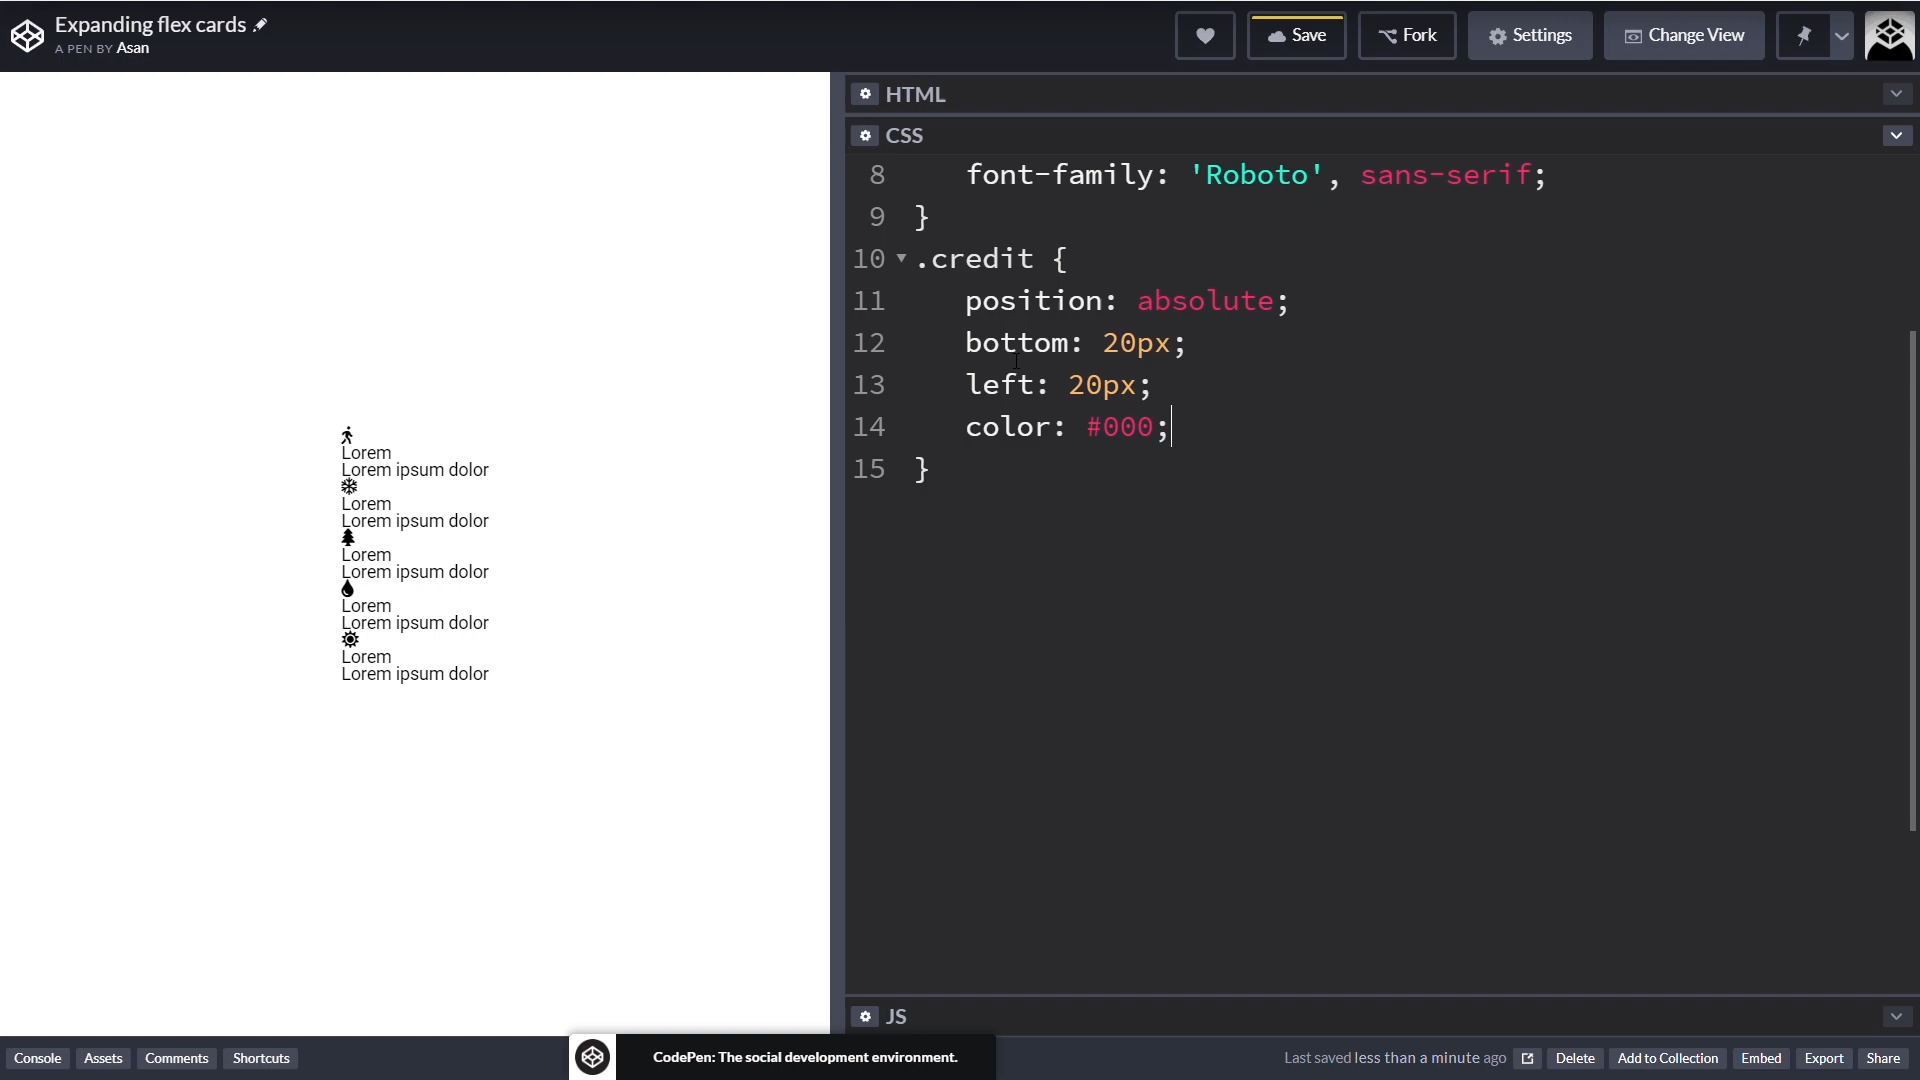 Expanding flex cards
A PEN BY Asan
Save
Fork
Settings
Change View
HTML
CSS
8 font-family: 'Roboto', sans-serif;
9 }
10 .credit {
11 position: absolute;
12 bottom: 20px;
13 left: 20px;
14 color: #000;
15 }
Lorem
Lorem ipsum dolor
Lorem
Lorem ipsum dolor
Lorem
Lorem ipsum dolor
Lorem
Lorem ipsum dolor
Lorem
Lorem ipsum dolor
JS
Console
Assets
Comments
Shortcuts
CodePen: The social development environment.
Last saved less than a minute ago
Delete
Add to Collection
Embed
Export
Share